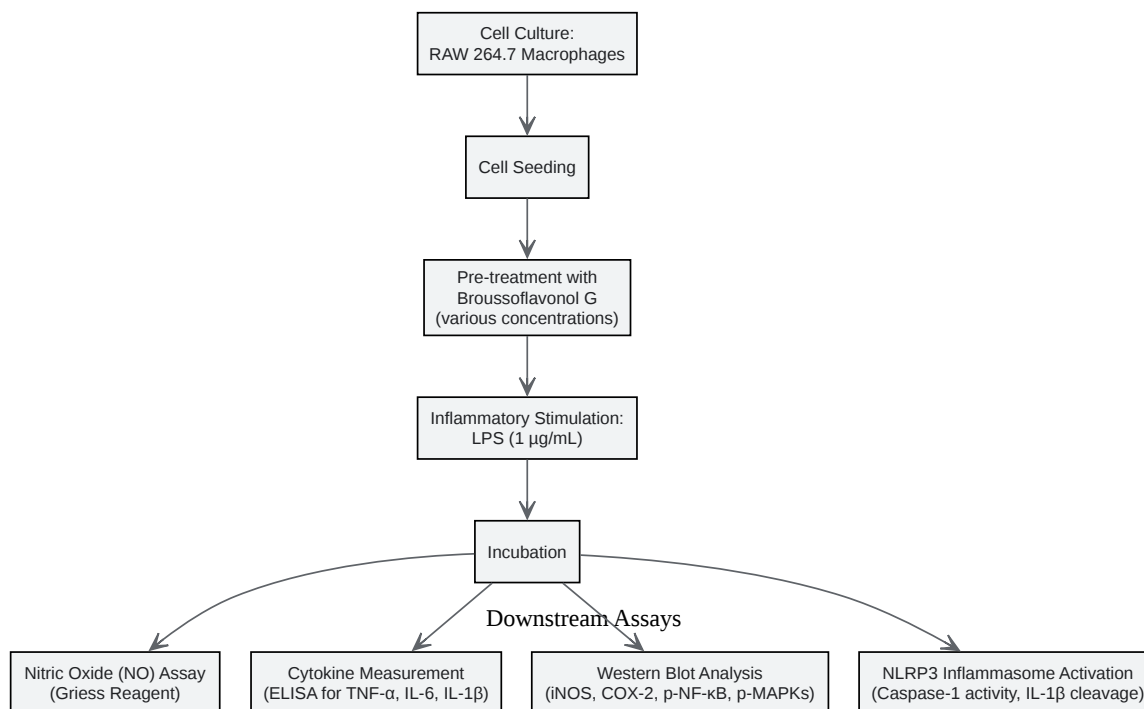 Cell Culture:
RAW 264.7 Macrophages
Cell Seeding
Pre-treatment with
Broussoflavonol G
(various concentrations)
Inflammatory Stimulation:
LPS (1 µg/mL)
Incubation
Downstream Assays
Nitric Oxide (NO) Assay
(Griess Reagent)
Cytokine Measurement
(ELISA for TNF-α, IL-6, IL-1β)
Western Blot Analysis
(iNOS, COX-2, p-NF-κB, p-MAPKs)
NLRP3 Inflammasome Activation
(Caspase-1 activity, IL-1β cleavage)